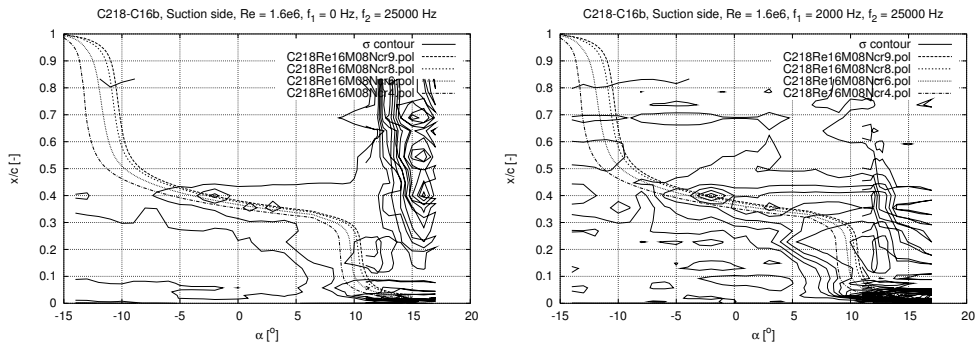 C218-C16b, Suction side, Re = 1.6e6, f1 = 0 Hz, f2 = 25000 Hz
σ contour
C218Re16M08Ncr9.pol
C218Re16M08Ncr8.pol
C218Re16M08Ncr6.pol
C218Re16M08Ncr4.pol
x/c [-]
1
0.9
0.8
0.7
0.6
0.5
0.4
0.3
0.2
0.1
0
-15 -10 -5 0 5 10 15 20
α [°]
C218-C16b, Suction side, Re = 1.6e6, f1 = 2000 Hz, f2 = 25000 Hz
σ contour
C218Re16M08Ncr9.pol
C218Re16M08Ncr8.pol
C218Re16M08Ncr6.pol
C218Re16M08Ncr4.pol
x/c [-]
1
0.9
0.8
0.7
0.6
0.5
0.4
0.3
0.2
0.1
0
-15 -10 -5 0 5 10 15 20
α [°]